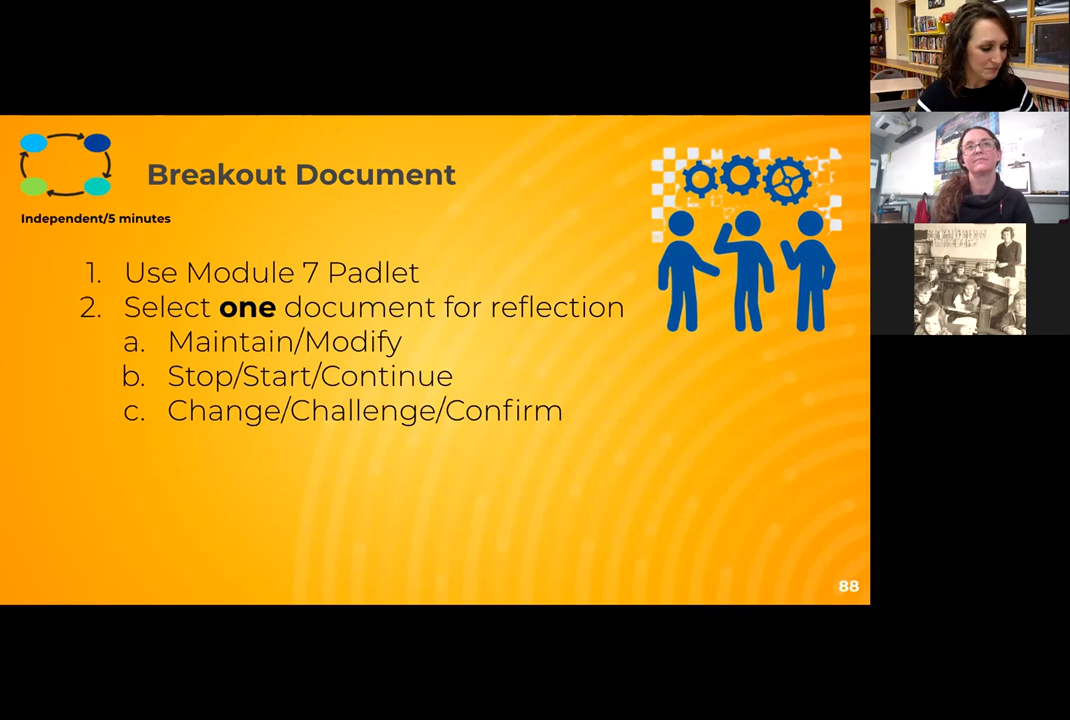 Breakout Document
Independent/5 minutes
1. Use Module 7 Padlet
2. Select one document for reflection
a. Maintain/Modify
b. Stop/Start/Continue
c. Change/Challenge/Confirm
88